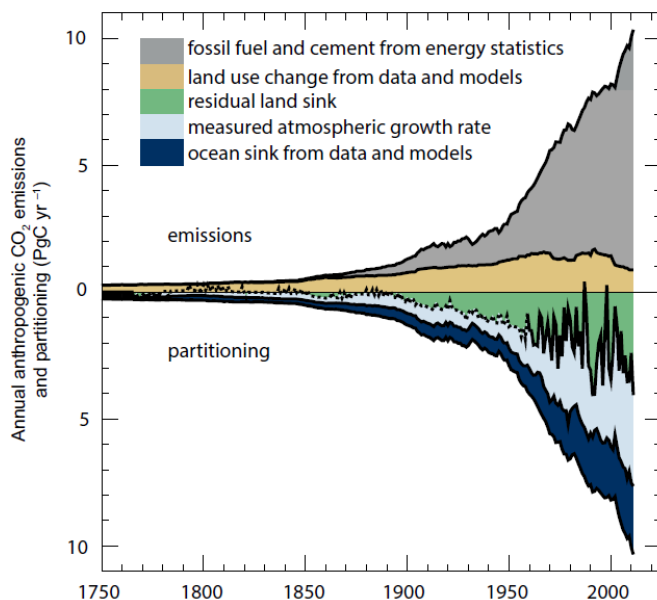 10
fossil fuel and cement from energy statistics
land use change from data and models
residual land sink
measured atmospheric growth rate
ocean sink from data and models
5
emissions
0
partitioning
5
10
Annual anthropogenic CO₂ emissions
and partitioning (PgC yr ⁻¹)
1750 1800 1850 1900 1950 2000